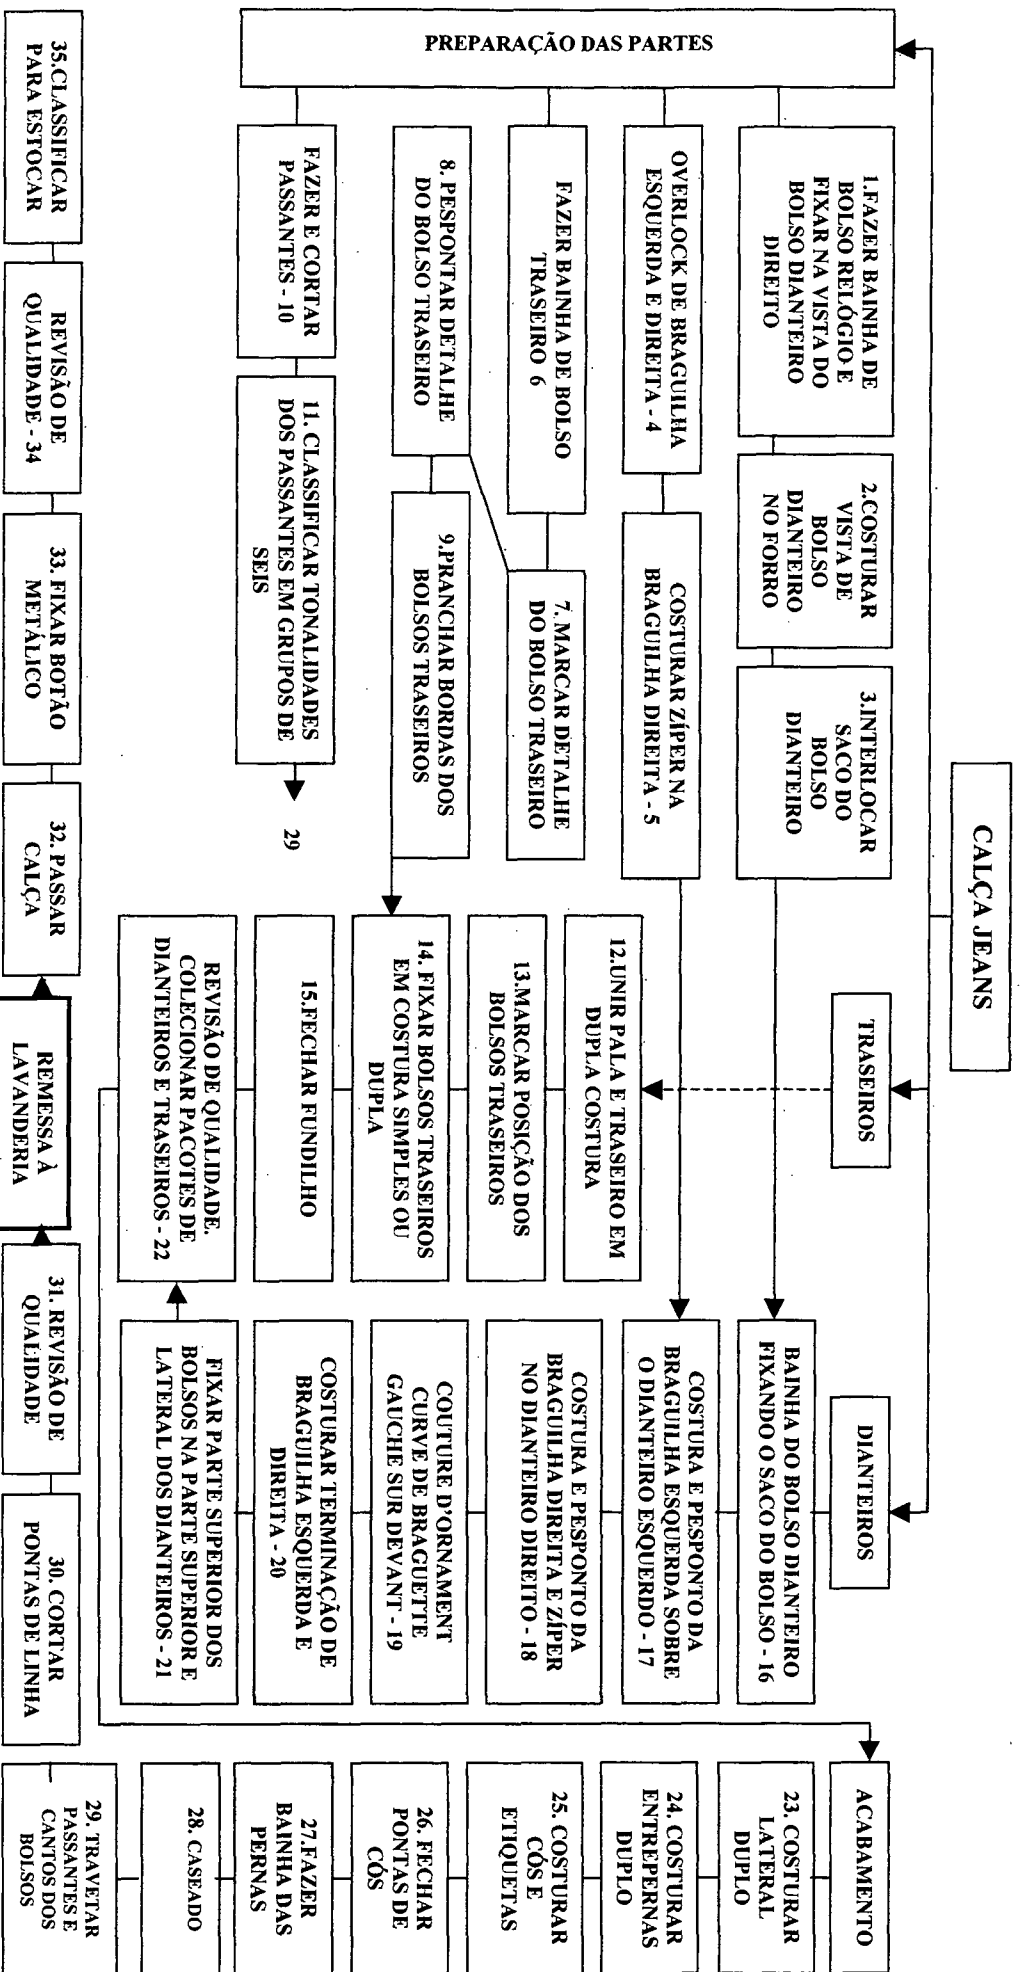 CALÇA JEANS
PREPARAÇÃO DAS PARTES
TRASEIROS
DIANTEIROS
ACABAMENTO
1.FAZER BAINHA DE
BOLSO RELÓGIO E
FIXAR NA VISTA DO
BOLSO DIANTEIRO
DIREITO
2.COSTURAR
VISTA DE
BOLSO
DIANTEIRO
NO FORRO
3.INTERLOCAR
SACO DO
BOLSO
DIANTEIRO
OVERLOCK DE BRAGUILHA
ESQUERDA E DIREITA - 4
COSTURAR ZÍPER NA
BRAGUILHA DIREITA - 5
FAZER BAINHA DE BOLSO
TRASEIRO 6
7. MARCAR DETALHE
DO BOLSO TRASEIRO
8. PESPONTAR DETALHE
DO BOLSO TRASEIRO
9.PRANCHAR BORDAS DOS
BOLSOS TRASEIROS
FAZER E CORTAR
PASSANTES - 10
11. CLASSIFICAR TONALIDADES
DOS PASSANTES EM GRUPOS DE
SEIS
29
12.UNIR PALA E TRASEIRO EM
DUPLA COSTURA
13.MARCAR POSIÇÃO DOS
BOLSOS TRASEIROS
14. FIXAR BOLSOS TRASEIROS
EM COSTURA SIMPLES OU
DUPLA
15.FECHAR FUNDILHO
REVISÃO DE QUALIDADE.
COLECIONAR PACOTES DE
DIANTEIROS E TRASEIROS - 22
BAINHA DO BOLSO DIANTEIRO
FIXANDO O SACO DO BOLSO - 16
COSTURA E PESPONTO DA
BRAGUILHA ESQUERDA SOBRE
O DIANTEIRO ESQUERDO - 17
COSTURA E PESPONTO DA
BRAGUILHA DIREITA E ZÍPER
NO DIANTEIRO DIREITO - 18
COUTURE D'ORNAMENT
CURVE DE BRAGUETTE
GAUCHE SUR DEVANT - 19
COSTURAR TERMINAÇÃO DE
BRAGUILHA ESQUERDA E
DIREITA - 20
FIXAR PARTE SUPERIOR DOS
BOLSOS NA PARTE SUPERIOR E
LATERAL DOS DIANTEIROS - 21
23. COSTURAR
LATERAL
DUPLO
24. COSTURAR
ENTREPERNAS
DUPLO
25. COSTURAR
CÓS E
ETIQUETAS
26. FECHAR
PONTAS DE
CÓS
27.FAZER
BAINHA DAS
PERNAS
28. CASEADO
29. TRAVETAR
PASSANTES E
CANTOS DOS
BOLSOS
35.CLASSIFICAR
PARA ESTOCAR
REVISÃO DE
QUALIDADE - 34
33. FIXAR BOTÃO
METÁLICO
32. PASSAR
CALÇA
REMESSA À
LAVANDERIA
31. REVISÃO DE
QUALIDADE
30. CORTAR
PONTAS DE LINHA